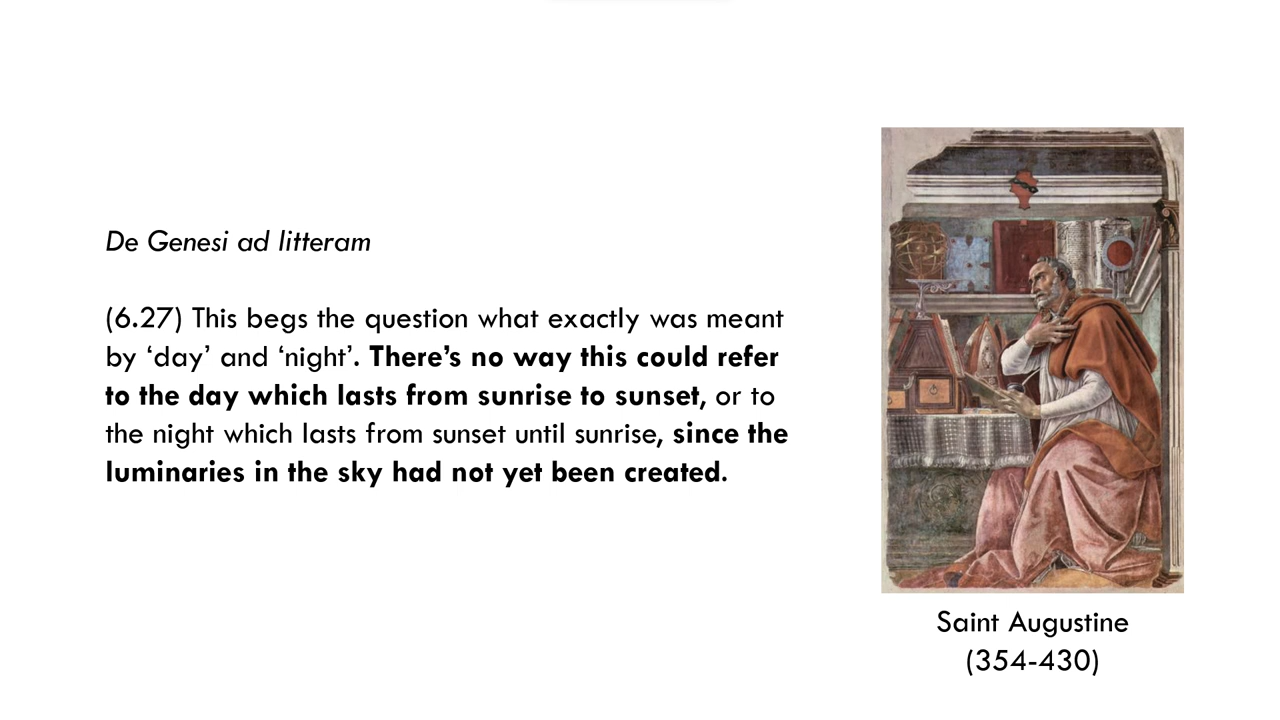 De Genesi ad litteram
(6.27) This begs the question what exactly was meant
by ‘day’ and ‘night’. There’s no way this could refer
to the day which lasts from sunrise to sunset, or to
the night which lasts from sunset until sunrise, since the
luminaries in the sky had not yet been created.
Saint Augustine
(354-430)